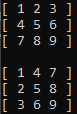 [ 1 2 3 ]
[ 4 5 6 ]
[ 7 8 9 ]

[ 1 4 7 ]
[ 2 5 8 ]
[ 3 6 9 ]